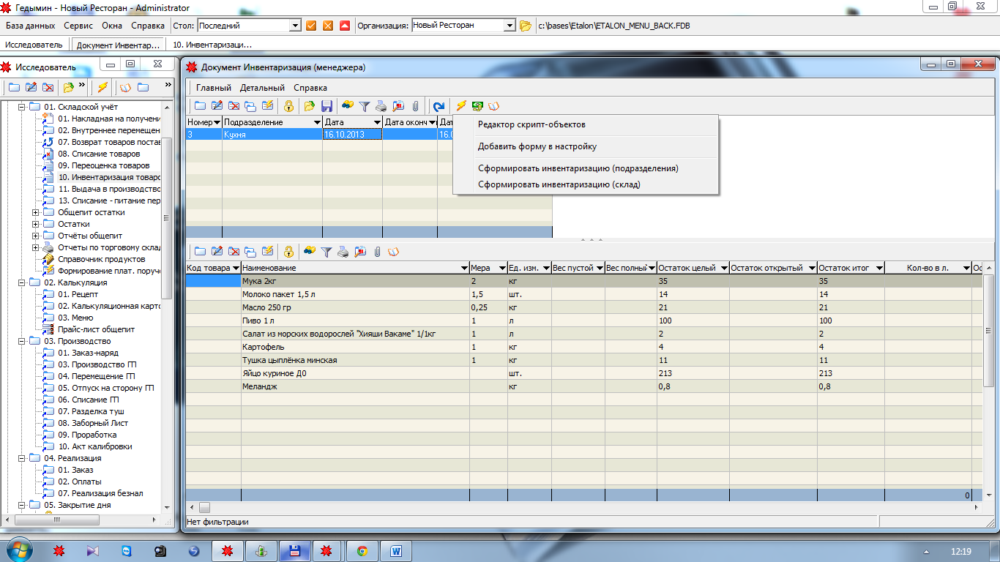 Гедымин - Новый Ресторан - Administrator
База данных Сервис Окна Справка Стол: Последний Организация: Новый Ресторан c:\bases\Etalon\ETALON_MENU_BACK.FDB
Исследователь Документ Инвентар... 10. Инвентаризаци...
Исследователь
»
»
01. Складской учёт
01. Накладная на получени
02. Внутреннее перемещен
07. Возврат товаров постав
08. Списание товаров
09. Переоценка товаров
10. Инвентаризация товаро
11. Выдача в производство
13. Списание - питание пер
Общепит остатки
Остатки
Отчёты общепит
Отчеты по торговому склад
Справочник продуктов
Формирование плат. поруче
02. Калькуляция
01. Рецепт
02. Калькуляционная карто
03. Меню
Прайс-лист общепит
03. Производство
01. Заказ-наряд
03. Производство ГП
04. Перемещение ГП
05. Отпуск на сторону ГП
06. Списание ГП
07. Разделка туш
08. Заборный Лист
09. Проработка
10. Акт калибровки
04. Реализация
01. Заказ
02. Оплаты
07. Реализация безнал
05. Закрытие дня
Документ Инвентаризация (менеджера)
Главный Детальный Справка
Номер Подразделение Дата Дата оконч Дат
3 Кухня 16.10.2013 16.0
Редактор скрипт-объектов
Добавить форму в настройку
Сформировать инвентаризацию (подразделения)
Сформировать инвентаризацию (склад)
Код товара Наименование Мера Ед. изм. Вес пустой Вес полный Остаток целый Остаток открытый Остаток итог Кол-во в л. Ос
Мука 2кг 2 кг 35 35
Молоко пакет 1,5 л 1,5 шт. 14 14
Масло 250 гр 0,25 кг 21 21
Пиво 1 л 1 л 100 100
Салат из морских водорослей "Хияши Вакаме" 1/1кг 1 л 2 2
Картофель 1 кг 4 4
Тушка цыплёнка минская 1 кг 11 11
Яйцо куриное Д0 шт. 213 213
Меландж кг 0,8 0,8
0
Нет фильтрации
12:19